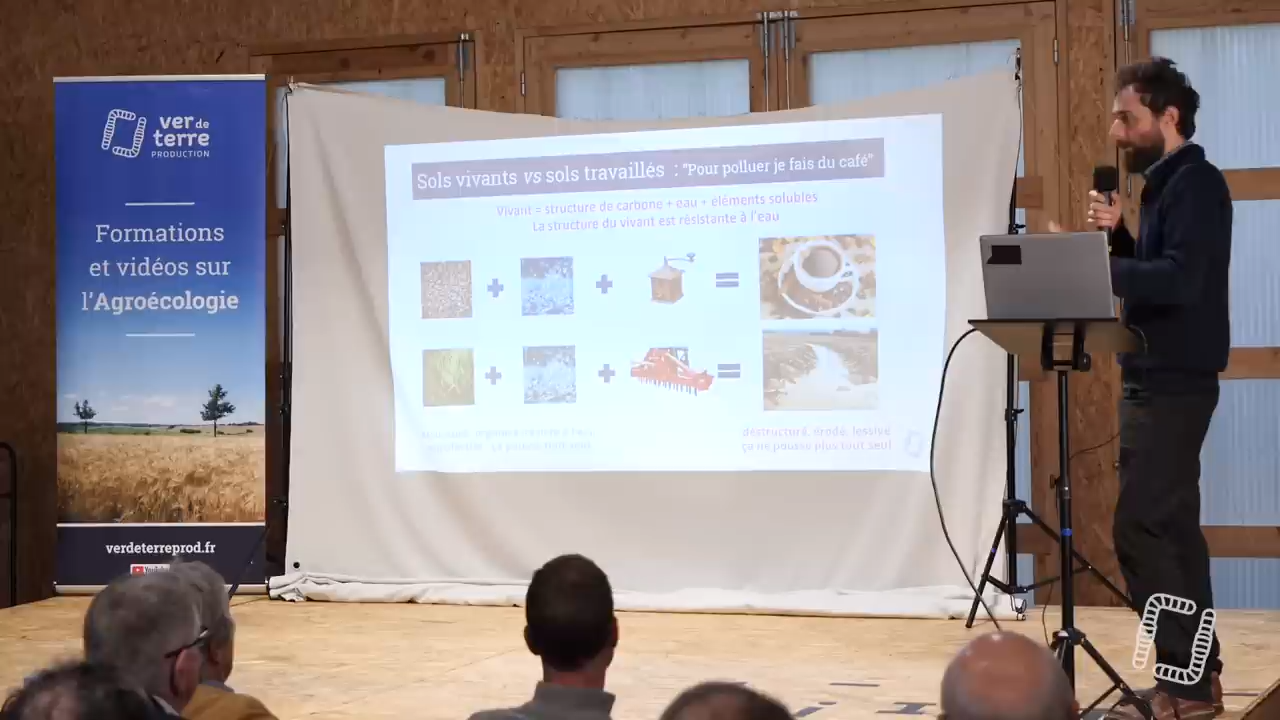 ver de
terre
PRODUCTION
Formations
et vidéos sur
l'Agroécologie
verdeterreprod.fr
YouTube
Sols vivants vs sols travaillés : "Pour polluer je fais du café"
Vivant = structure de carbone + eau + éléments solubles
La structure du vivant est résistante à l'eau
+ + =
+ + =
déstructuré, érodé, lessivé
ça ne pousse plus tout seul